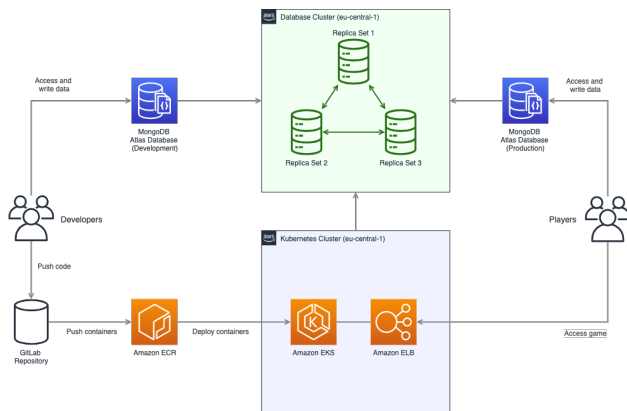 aws
Database Cluster (eu-central-1)
Replica Set 1
Replica Set 2
Replica Set 3
Access and
write data
MongoDB
Atlas Database
(Development)
Access and
write data
MongoDB
Atlas Database
(Production)
Developers
Players
aws
Kubernetes Cluster (eu-central-1)
Push code
GitLab
Repository
Push containers
Amazon ECR
Deploy containers
Amazon EKS
Amazon ELB
Access game